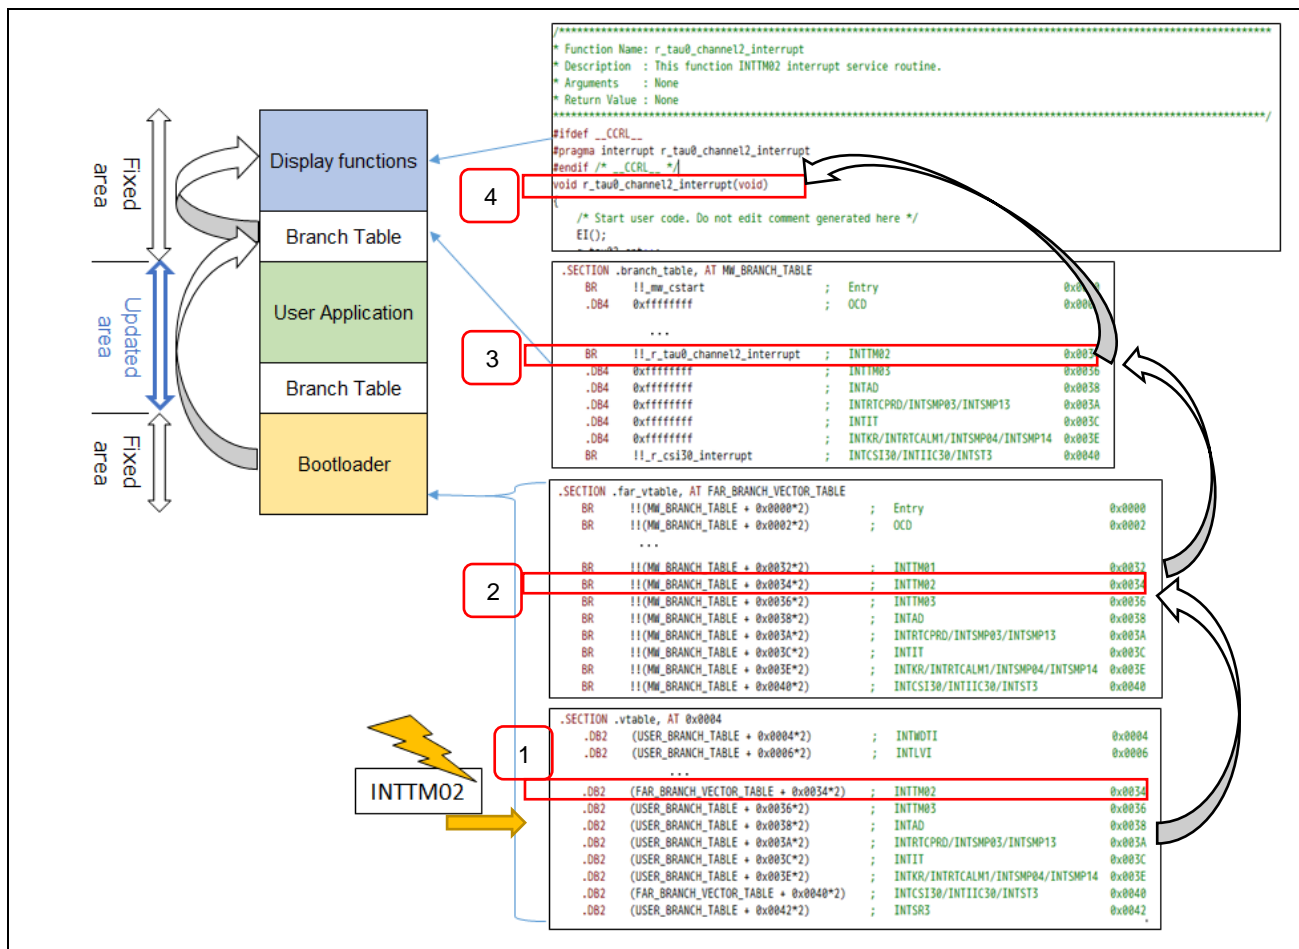 Fixed
area
Updated
area
Fixed
area
Display functions
Branch Table
User Application
Branch Table
Bootloader
/***********************************************************************************************************************
* Function Name: r_tau0_channel2_interrupt
* Description  : This function INTTM02 interrupt service routine.
* Arguments    : None
* Return Value : None
***********************************************************************************************************************/
#ifdef __CCRL__
#pragma interrupt r_tau0_channel2_interrupt
#endif /* __CCRL__ */
4
void r_tau0_channel2_interrupt(void)
{
/* Start user code. Do not edit comment generated here */
EI();
.SECTION .branch_table, AT MW_BRANCH_TABLE
BR !!_mw_cstart ; Entry
.DB4 0xffffffff ; OCD
...
3
BR !!_r_tau0_channel2_interrupt ; INTTM02
.DB4 0xffffffff ; INTTM03 0x0036
.DB4 0xffffffff ; INTAD 0x0038
.DB4 0xffffffff ; INTRTCPRD/INTSMP03/INTSMP13 0x003A
.DB4 0xffffffff ; INTIT 0x003C
.DB4 0xffffffff ; INTKR/INTRTCALM1/INTSMP04/INTSMP14 0x003E
BR !!_r_csi30_interrupt ; INTCSI30/INTIIC30/INTST3 0x0040
.SECTION .far_vtable, AT FAR_BRANCH_VECTOR_TABLE
BR !!(MW_BRANCH_TABLE + 0x0000*2) ; Entry 0x0000
BR !!(MW_BRANCH_TABLE + 0x0002*2) ; OCD 0x0002
...
BR !!(MW_BRANCH_TABLE + 0x0032*2) ; INTTM01 0x0032
2
BR !!(MW_BRANCH_TABLE + 0x0034*2) ; INTTM02 0x0034
BR !!(MW_BRANCH_TABLE + 0x0036*2) ; INTTM03 0x0036
BR !!(MW_BRANCH_TABLE + 0x0038*2) ; INTAD 0x0038
BR !!(MW_BRANCH_TABLE + 0x003A*2) ; INTRTCPRD/INTSMP03/INTSMP13 0x003A
BR !!(MW_BRANCH_TABLE + 0x003C*2) ; INTIT 0x003C
BR !!(MW_BRANCH_TABLE + 0x003E*2) ; INTKR/INTRTCALM1/INTSMP04/INTSMP14 0x003E
BR !!(MW_BRANCH_TABLE + 0x0040*2) ; INTCSI30/INTIIC30/INTST3 0x0040
.SECTION .vtable, AT 0x0004
.DB2 (USER_BRANCH_TABLE + 0x0004*2) ; INTWDTI 0x0004
.DB2 (USER_BRANCH_TABLE + 0x0006*2) ; INTLVI 0x0006
...
1
.DB2 (FAR_BRANCH_VECTOR_TABLE + 0x0034*2) ; INTTM02 0x0034
.DB2 (USER_BRANCH_TABLE + 0x0036*2) ; INTTM03 0x0036
.DB2 (USER_BRANCH_TABLE + 0x0038*2) ; INTAD 0x0038
.DB2 (USER_BRANCH_TABLE + 0x003A*2) ; INTRTCPRD/INTSMP03/INTSMP13 0x003A
.DB2 (USER_BRANCH_TABLE + 0x003C*2) ; INTIT 0x003C
.DB2 (USER_BRANCH_TABLE + 0x003E*2) ; INTKR/INTRTCALM1/INTSMP04/INTSMP14 0x003E
.DB2 (FAR_BRANCH_VECTOR_TABLE + 0x0040*2) ; INTCSI30/INTIIC30/INTST3 0x0040
.DB2 (USER_BRANCH_TABLE + 0x0042*2) ; INTSR3 0x0042
INTTM02